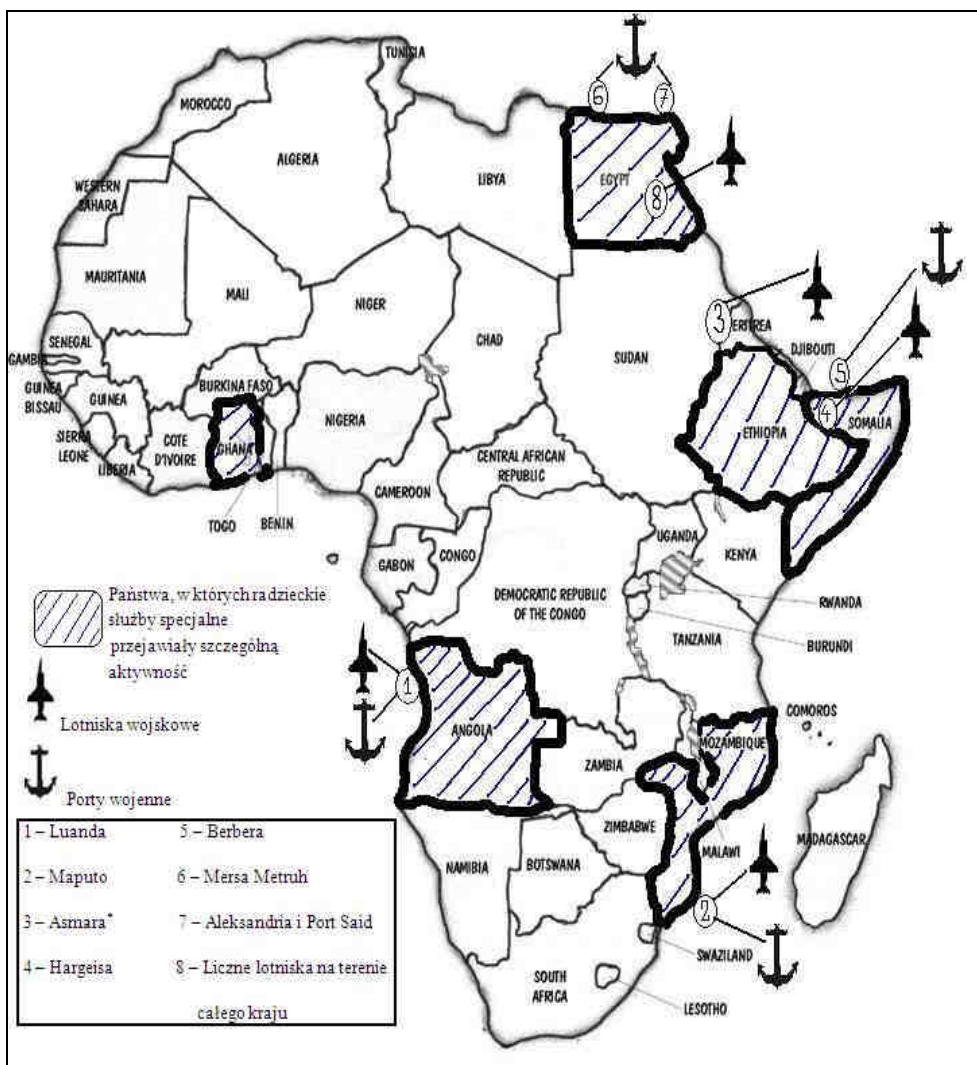 TUNISIA
MOROCCO
ALGERIA
LIBYA
EGYPT
WESTERN
SAHARA
MAURITANIA
MALI
NIGER
CHAD
SUDAN
ERITREA
DJIBOUTI
SENEGAL
GAMBIA
GUINEA
BISSAU
GUINEA
BURKINA FASO
NIGERIA
ETHIOPIA
SOMALIA
SIERRA
LEONE
LIBERIA
COTE
D'IVOIRE
GHANA
TOGO
BENIN
CAMEROON
CENTRAL AFRICAN
REPUBLIC
GABON
CONGO
UGANDA
KENYA
DEMOCRATIC REPUBLIC
OF THE CONGO
RWANDA
BURUNDI
TANZANIA
COMOROS
ANGOLA
ZAMBIA
MOZAMBIQUE
ZIMBABWE
MALAWI
MADAGASCAR
NAMIBIA
BOTSWANA
SWAZILAND
SOUTH
AFRICA
LESOTHO
6
7
8
3
5
4
1
2
Państwa, w których radzieckie
służby specjalne
przejawiały szczególną
aktywność
Lotniska wojskowe
Porty wojenne
1 – Luanda 5 – Berbera
2 – Maputo 6 – Mersa Metruh
3 – Asmara* 7 – Aleksandria i Port Said
4 – Hargeisa 8 – Liczne lotniska na terenie
całego kraju